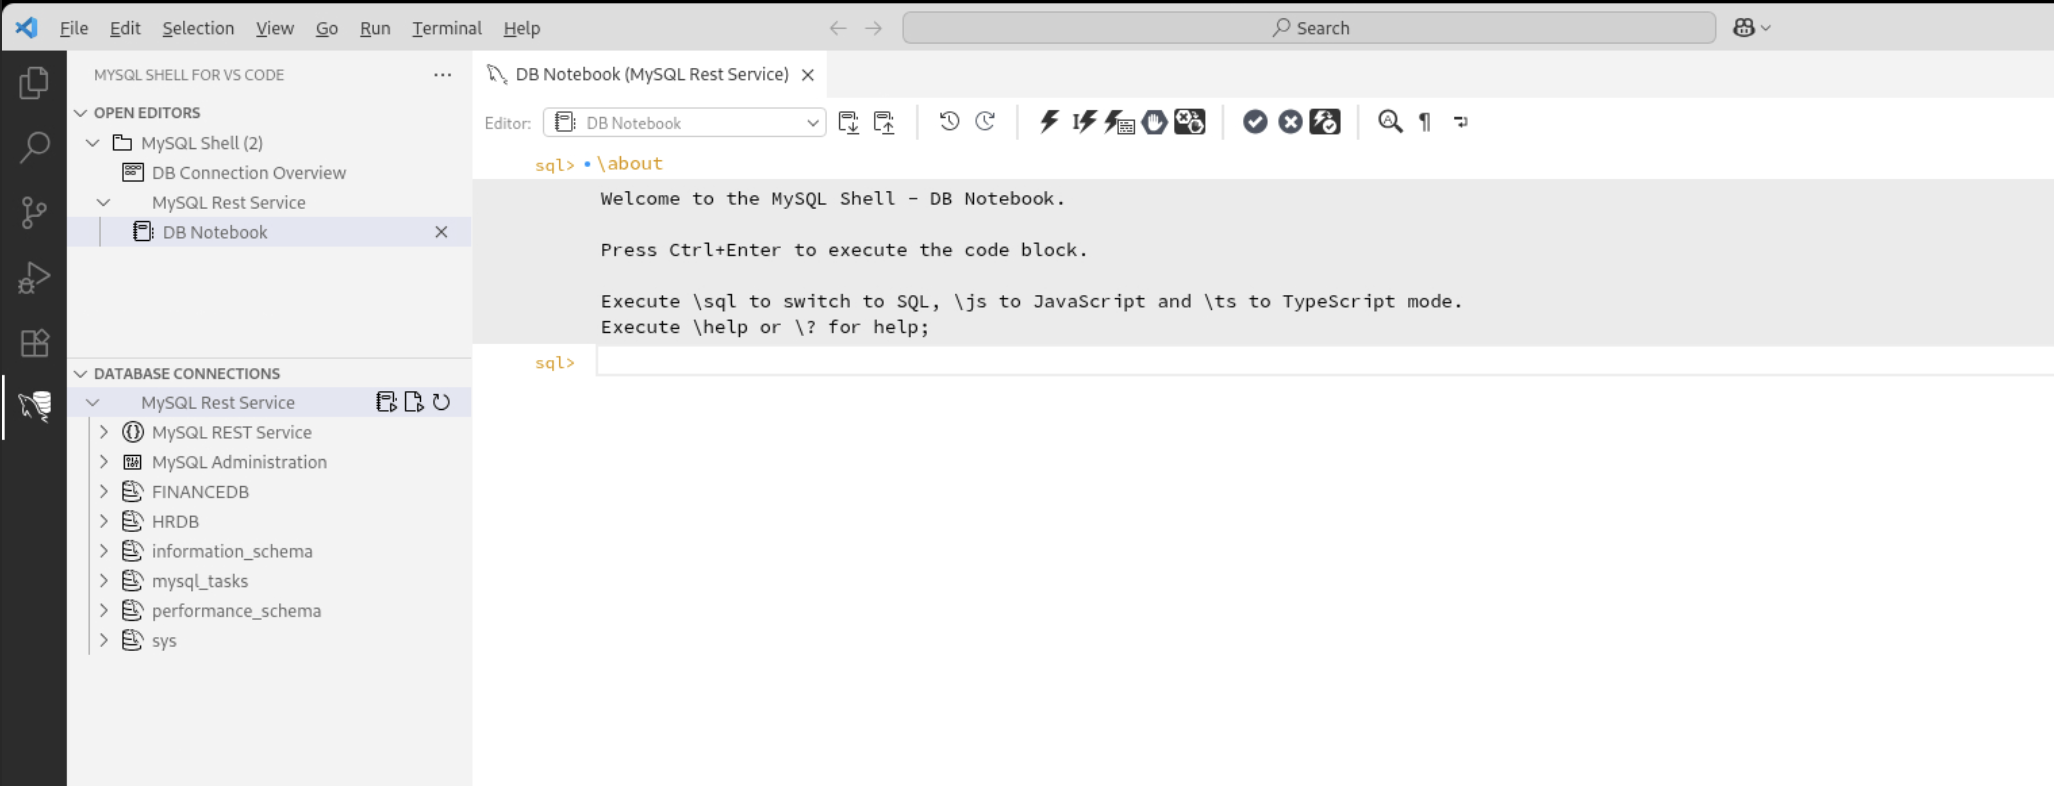 File Edit Selection View Go Run Terminal Help
Search
MYSQL SHELL FOR VS CODE
OPEN EDITORS
MySQL Shell (2)
DB Connection Overview
MySQL Rest Service
DB Notebook
DATABASE CONNECTIONS
MySQL Rest Service
MySQL REST Service
MySQL Administration
FINANCEDB
HRDB
information_schema
mysql_tasks
performance_schema
sys
DB Notebook (MySQL Rest Service)
Editor: DB Notebook
sql> \about
Welcome to the MySQL Shell - DB Notebook.
Press Ctrl+Enter to execute the code block.
Execute \sql to switch to SQL, \js to JavaScript and \ts to TypeScript mode.
Execute \help or \? for help;
sql>